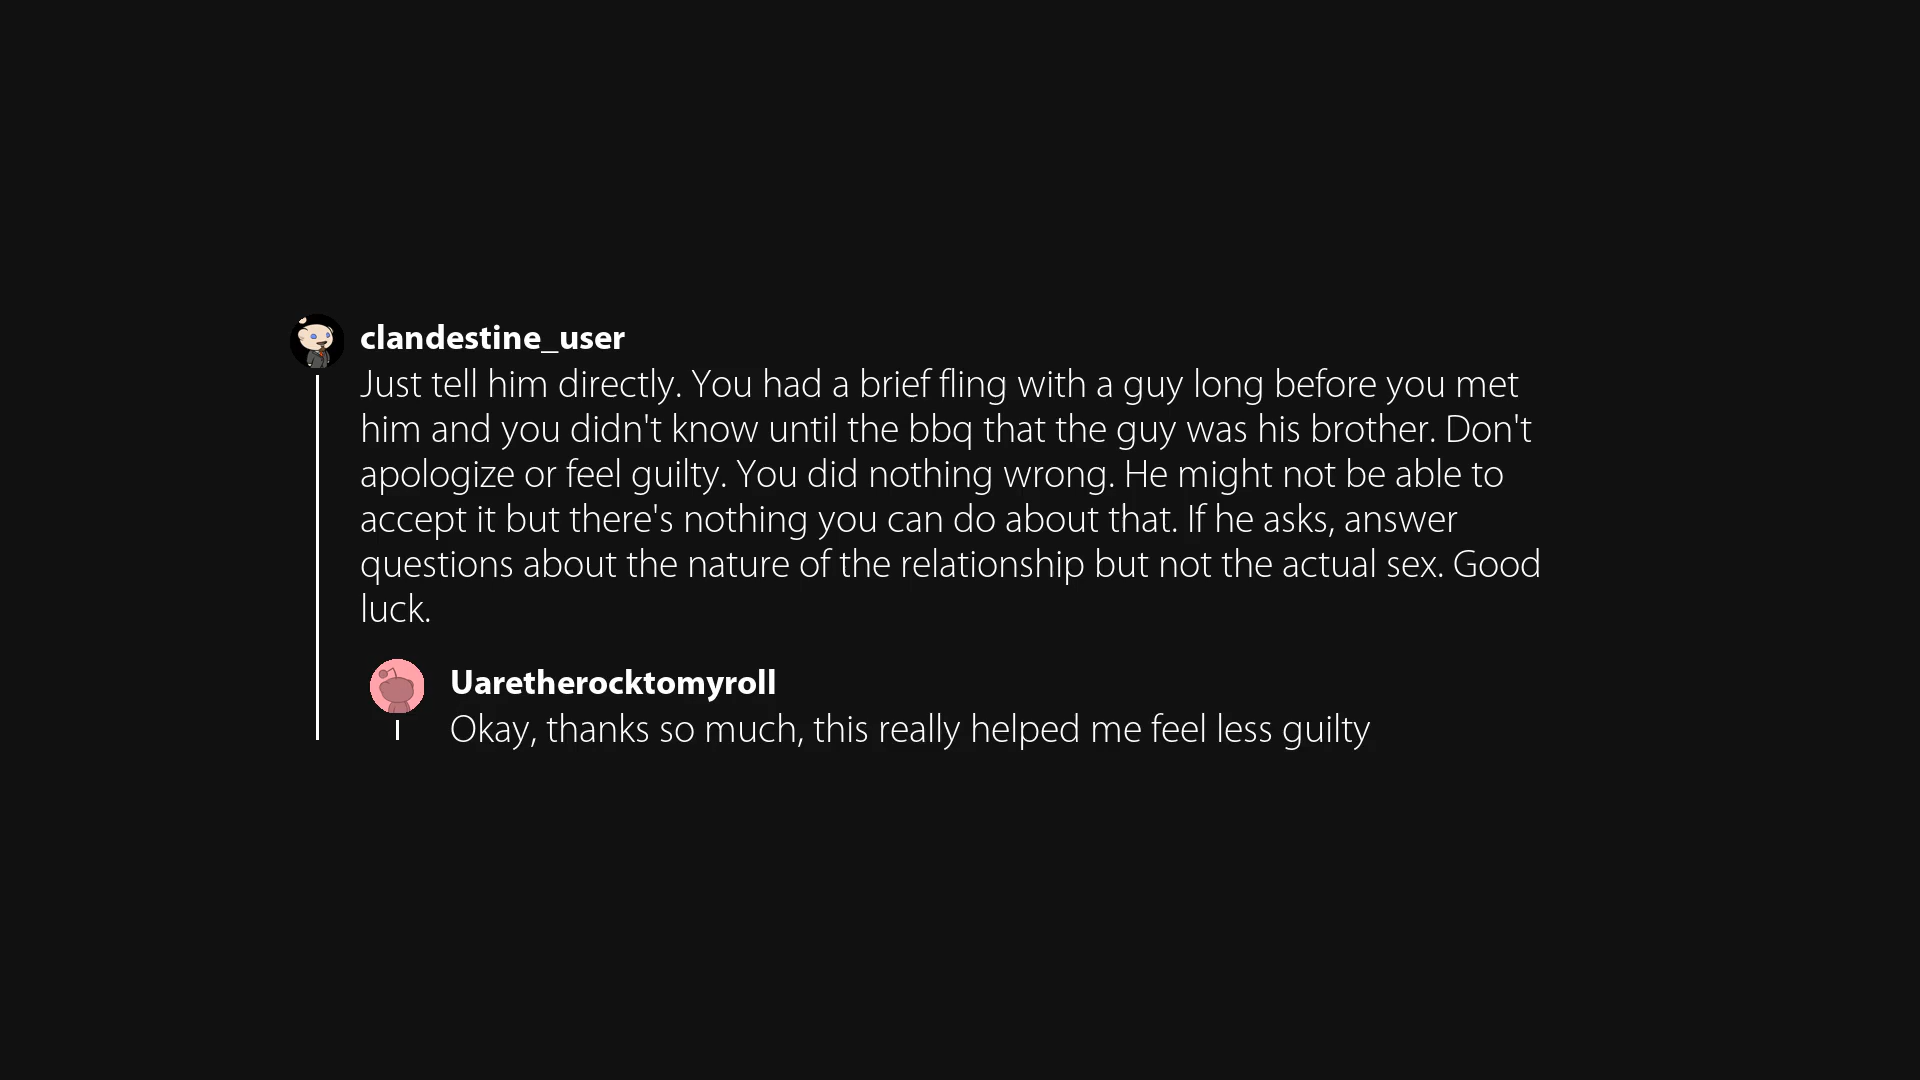 clandestine_user
Just tell him directly. You had a brief fling with a guy long before you met
him and you didn't know until the bbq that the guy was his brother. Don't
apologize or feel guilty. You did nothing wrong. He might not be able to
accept it but there's nothing you can do about that. If he asks, answer
questions about the nature of the relationship but not the actual sex. Good
luck.
Uaretherocktomyroll
Okay, thanks so much, this really helped me feel less guilty